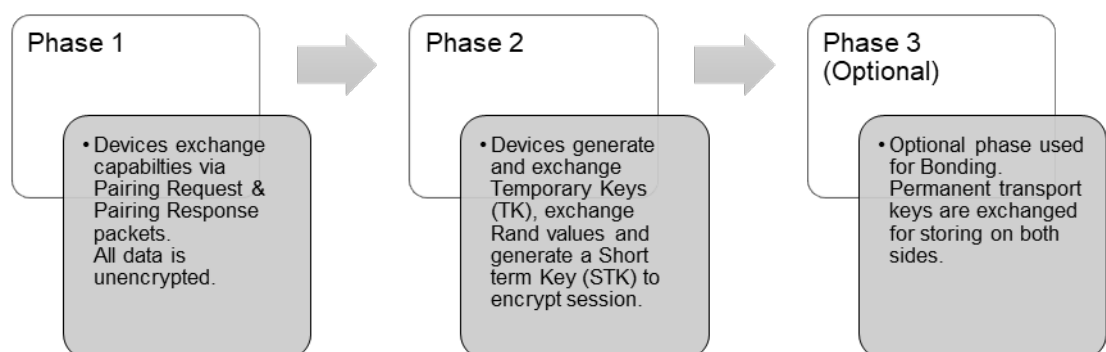 Phase 1
• Devices exchange
capabilties via
Pairing Request &
Pairing Response
packets.
All data is
unencrypted.
Phase 2
• Devices generate
and exchange
Temporary Keys
(TK), exchange
Rand values and
generate a Short
term Key (STK) to
encrypt session.
Phase 3
(Optional)
• Optional phase used
for Bonding.
Permanent transport
keys are exchanged
for storing on both
sides.